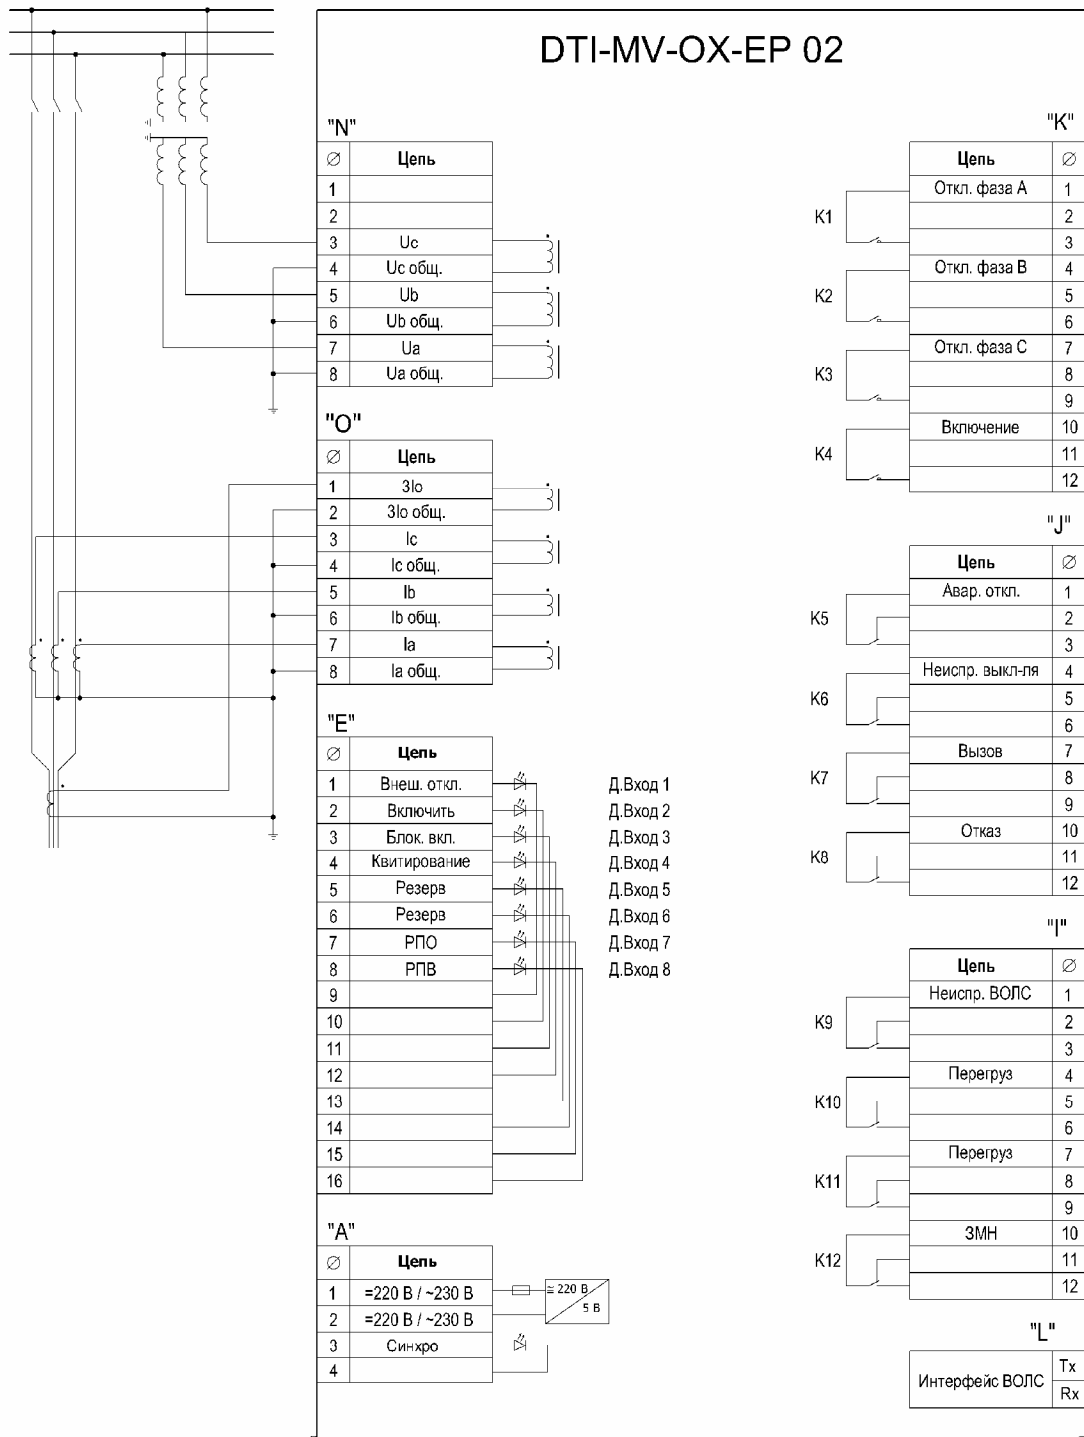 DTI-MV-OX-EP 02
"N"
∅ Цепь
1
2
3 Uc
4 Uc общ.
5 Ub
6 Ub общ.
7 Ua
8 Ua общ.
"O"
∅ Цепь
1 3Io
2 3Io общ.
3 Ic
4 Ic общ.
5 Ib
6 Ib общ.
7 Ia
8 Ia общ.
"E"
∅ Цепь
1 Внеш. откл. Д.Вход 1
2 Включить Д.Вход 2
3 Блок. вкл. Д.Вход 3
4 Квитирование Д.Вход 4
5 Резерв Д.Вход 5
6 Резерв Д.Вход 6
7 РПО Д.Вход 7
8 РПВ Д.Вход 8
9
10
11
12
13
14
15
16
"A"
∅ Цепь
1 =220 В / ~230 В
2 =220 В / ~230 В
3 Синхро
4
≅ 220 В
5 В
"K"
Цепь ∅
Откл. фаза А 1
K1 2
3
Откл. фаза В 4
K2 5
6
Откл. фаза С 7
K3 8
9
Включение 10
K4 11
12
"J"
Цепь ∅
Авар. откл. 1
K5 2
3
Неиспр. выкл-ля 4
K6 5
6
Вызов 7
K7 8
9
Отказ 10
K8 11
12
"I"
Цепь ∅
Неиспр. ВОЛС 1
K9 2
3
Перегруз 4
K10 5
6
Перегруз 7
K11 8
9
ЗМН 10
K12 11
12
"L"
Интерфейс ВОЛС Tx
Rx